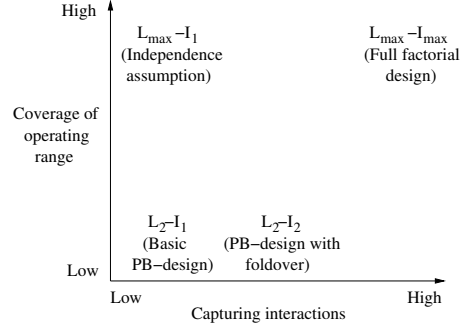 High
L_max−I_1
(Independence
assumption)
L_max−I_max
(Full factorial
design)
Coverage of
operating
range
L_2−I_1
(Basic
PB−design)
L_2−I_2
(PB−design with
foldover)
Low
Low
High
Capturing interactions